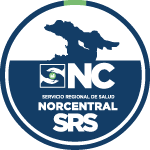 NC
SERVICIO REGIONAL DE SALUD
NORCENTRAL
SRS